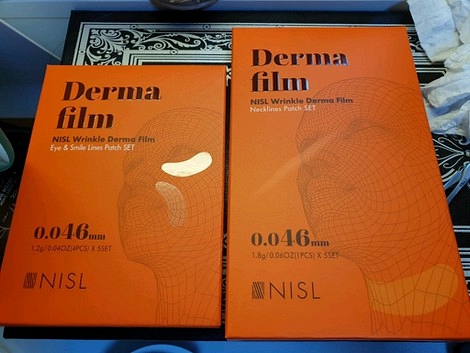 Derma
film
NISL Wrinkle Derma Film
Eye & Smile Lines Patch SET
0.046mm
1.2g/0.04OZ(4PCS) X 5SET
NISL
Derma
film
NISL Wrinkle Derma Film
Necklines Patch SET
0.046mm
1.8g/0.06OZ(1PCS) X 5SET
NISL